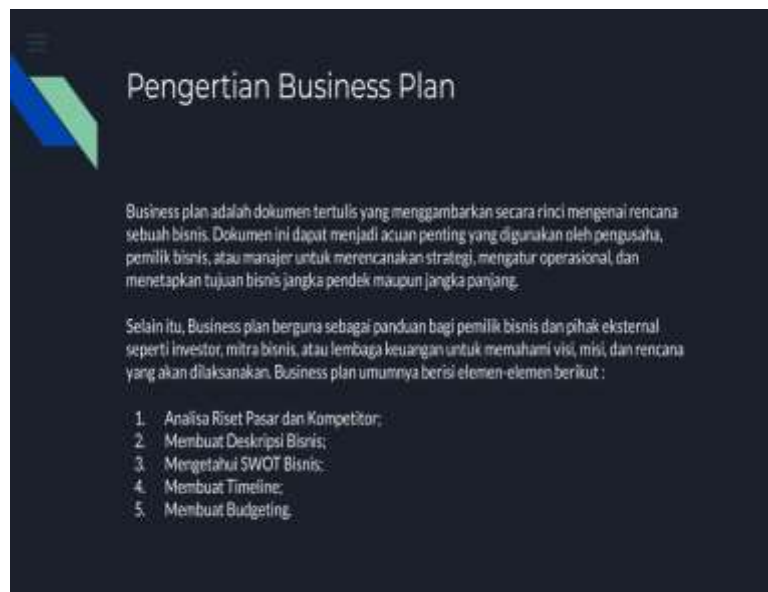 Pengertian Business Plan
Business plan adalah dokumen tertulis yang menggambarkan secara rinci mengenai rencana
sebuah bisnis. Dokumen ini dapat menjadi acuan penting yang digunakan oleh pengusaha,
pemilik bisnis, atau manajer untuk merencanakan strategi, mengatur operasional, dan
menetapkan tujuan bisnis jangka pendek maupun jangka panjang.
Selain itu, Business plan berguna sebagai panduan bagi pemilik bisnis dan pihak eksternal
seperti investor, mitra bisnis, atau lembaga keuangan untuk memahami visi, misi, dan rencana
yang akan dilaksanakan. Business plan umumnya berisi elemen-elemen berikut :
1. Analisa Riset Pasar dan Kompetitor;
2. Membuat Deskripsi Bisnis;
3. Mengetahui SWOT Bisnis;
4. Membuat Timeline;
5. Membuat Budgeting.